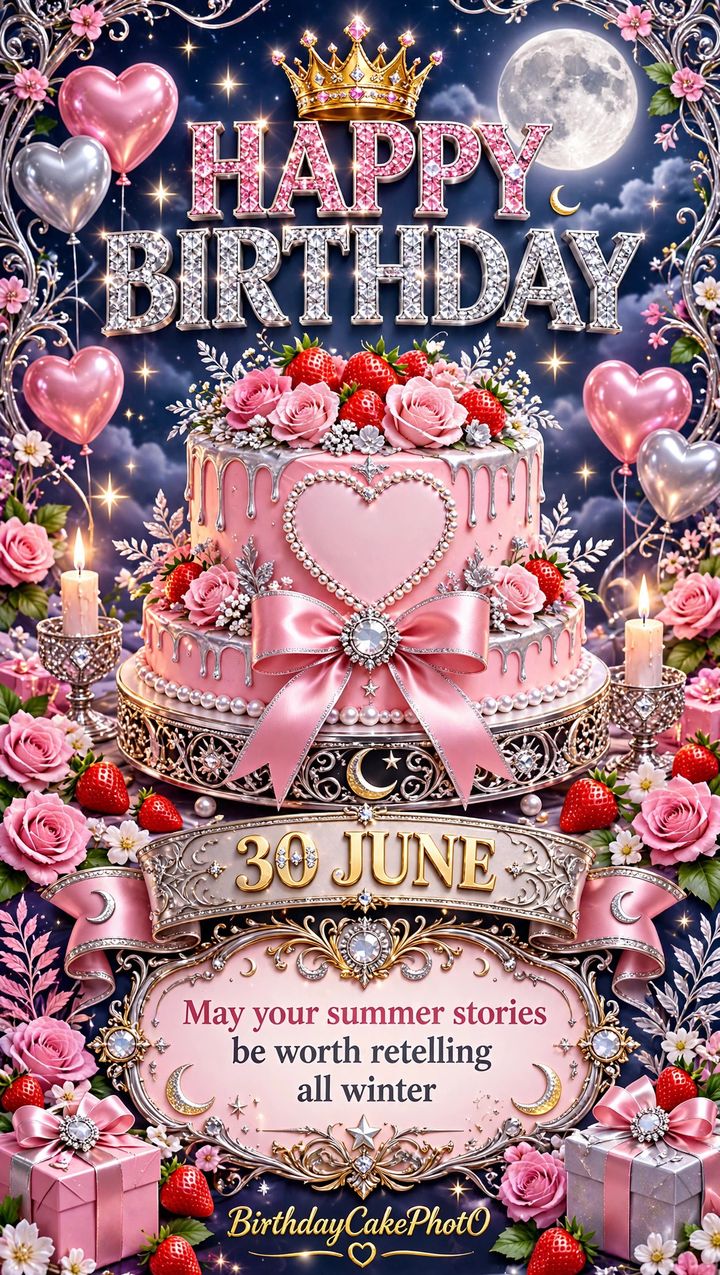 HAPPY
BIRTHDAY
30 JUNE
May your summer stories
be worth retelling
all winter
BirthdayCakePhotO